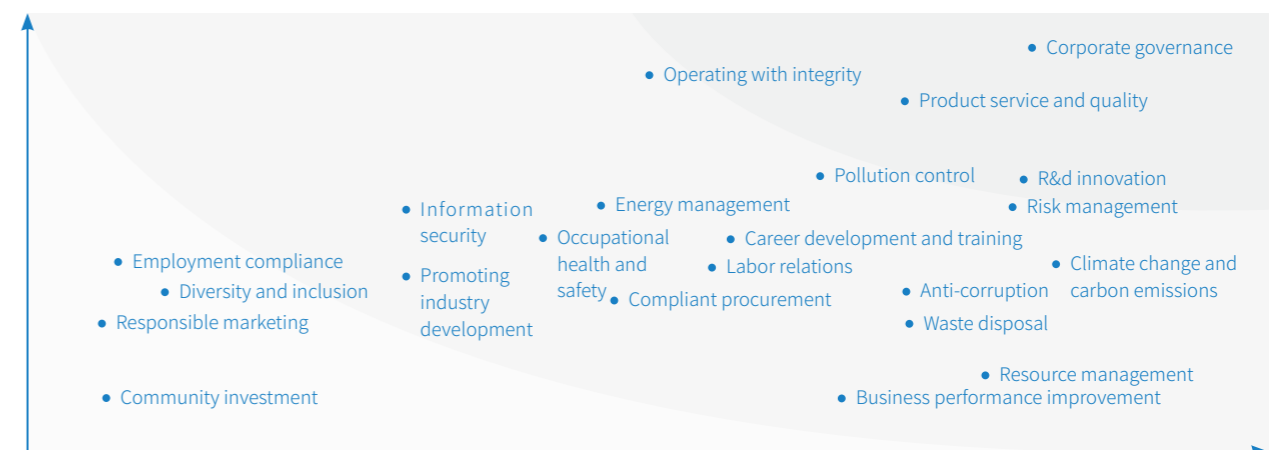 Corporate governance
Operating with integrity
Product service and quality
Pollution control
R&d innovation
Energy management
Risk management
Information
security
Occupational
health and
safety
Career development and training
Labor relations
Employment compliance
Climate change and
carbon emissions
Promoting
industry
development
Diversity and inclusion
Anti-corruption
Compliant procurement
Responsible marketing
Waste disposal
Resource management
Community investment
Business performance improvement